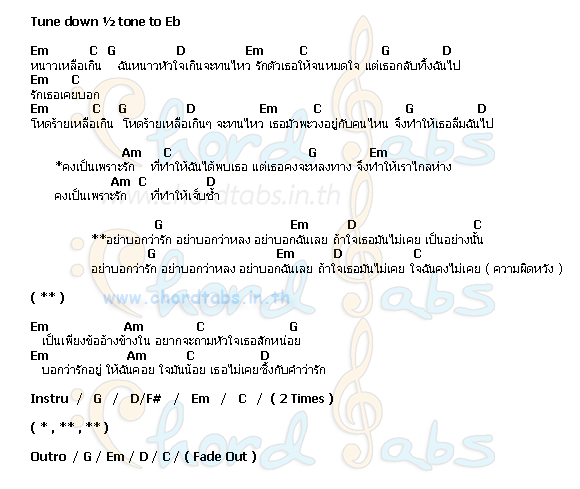 Tune down ½ tone to Eb
Em C G D Em C G D
หนาวเหลือเกิน ฉันหนาวหัวใจเกินจะทนไหว รักตัวเธอให้จนหมดใจ แต่เธอกลับทิ้งฉันไป
Em C
รักเธอเคยบอก
Em C G D Em C G D
โหดร้ายเหลือเกิน โหดร้ายเหลือเกินๆ จะทนไหว เธอมัวพะวงอยู่กับคนไหน จึงทำให้เธอลืมฉันไป
Am C G Em
*คงเป็นเพราะรัก ที่ทำให้ฉันได้พบเธอ แต่เธอคงจะหลงทาง จึงทำให้เราไกลห่าง
Am C D
คงเป็นเพราะรัก ที่ทำให้เจ็บช้ำ
G Em D C
**อย่าบอกว่ารัก อย่าบอกว่าหลง อย่าบอกฉันเลย ถ้าใจเธอมันไม่เคย เป็นอย่างนั้น
G Em D C
อย่าบอกว่ารัก อย่าบอกว่าหลง อย่าบอกฉันเลย ถ้าใจเธอมันไม่เคย ใจฉันคงไม่เคย ( ความผิดหวัง )
( ** )
www.chordtabs.in.th
Em Am C G
เป็นเพียงข้ออ้างข้างใน อยากจะถามหัวใจเธอสักหน่อย
Em Am C D
บอกว่ารักอยู่ ให้ฉันคอย ใจมันน้อย เธอไม่เคยซึ้งกับคำว่ารัก
Instru / G / D/F# / Em / C / ( 2 Times )
( * , ** , ** )
Outro / G / Em / D / C / ( Fade Out )